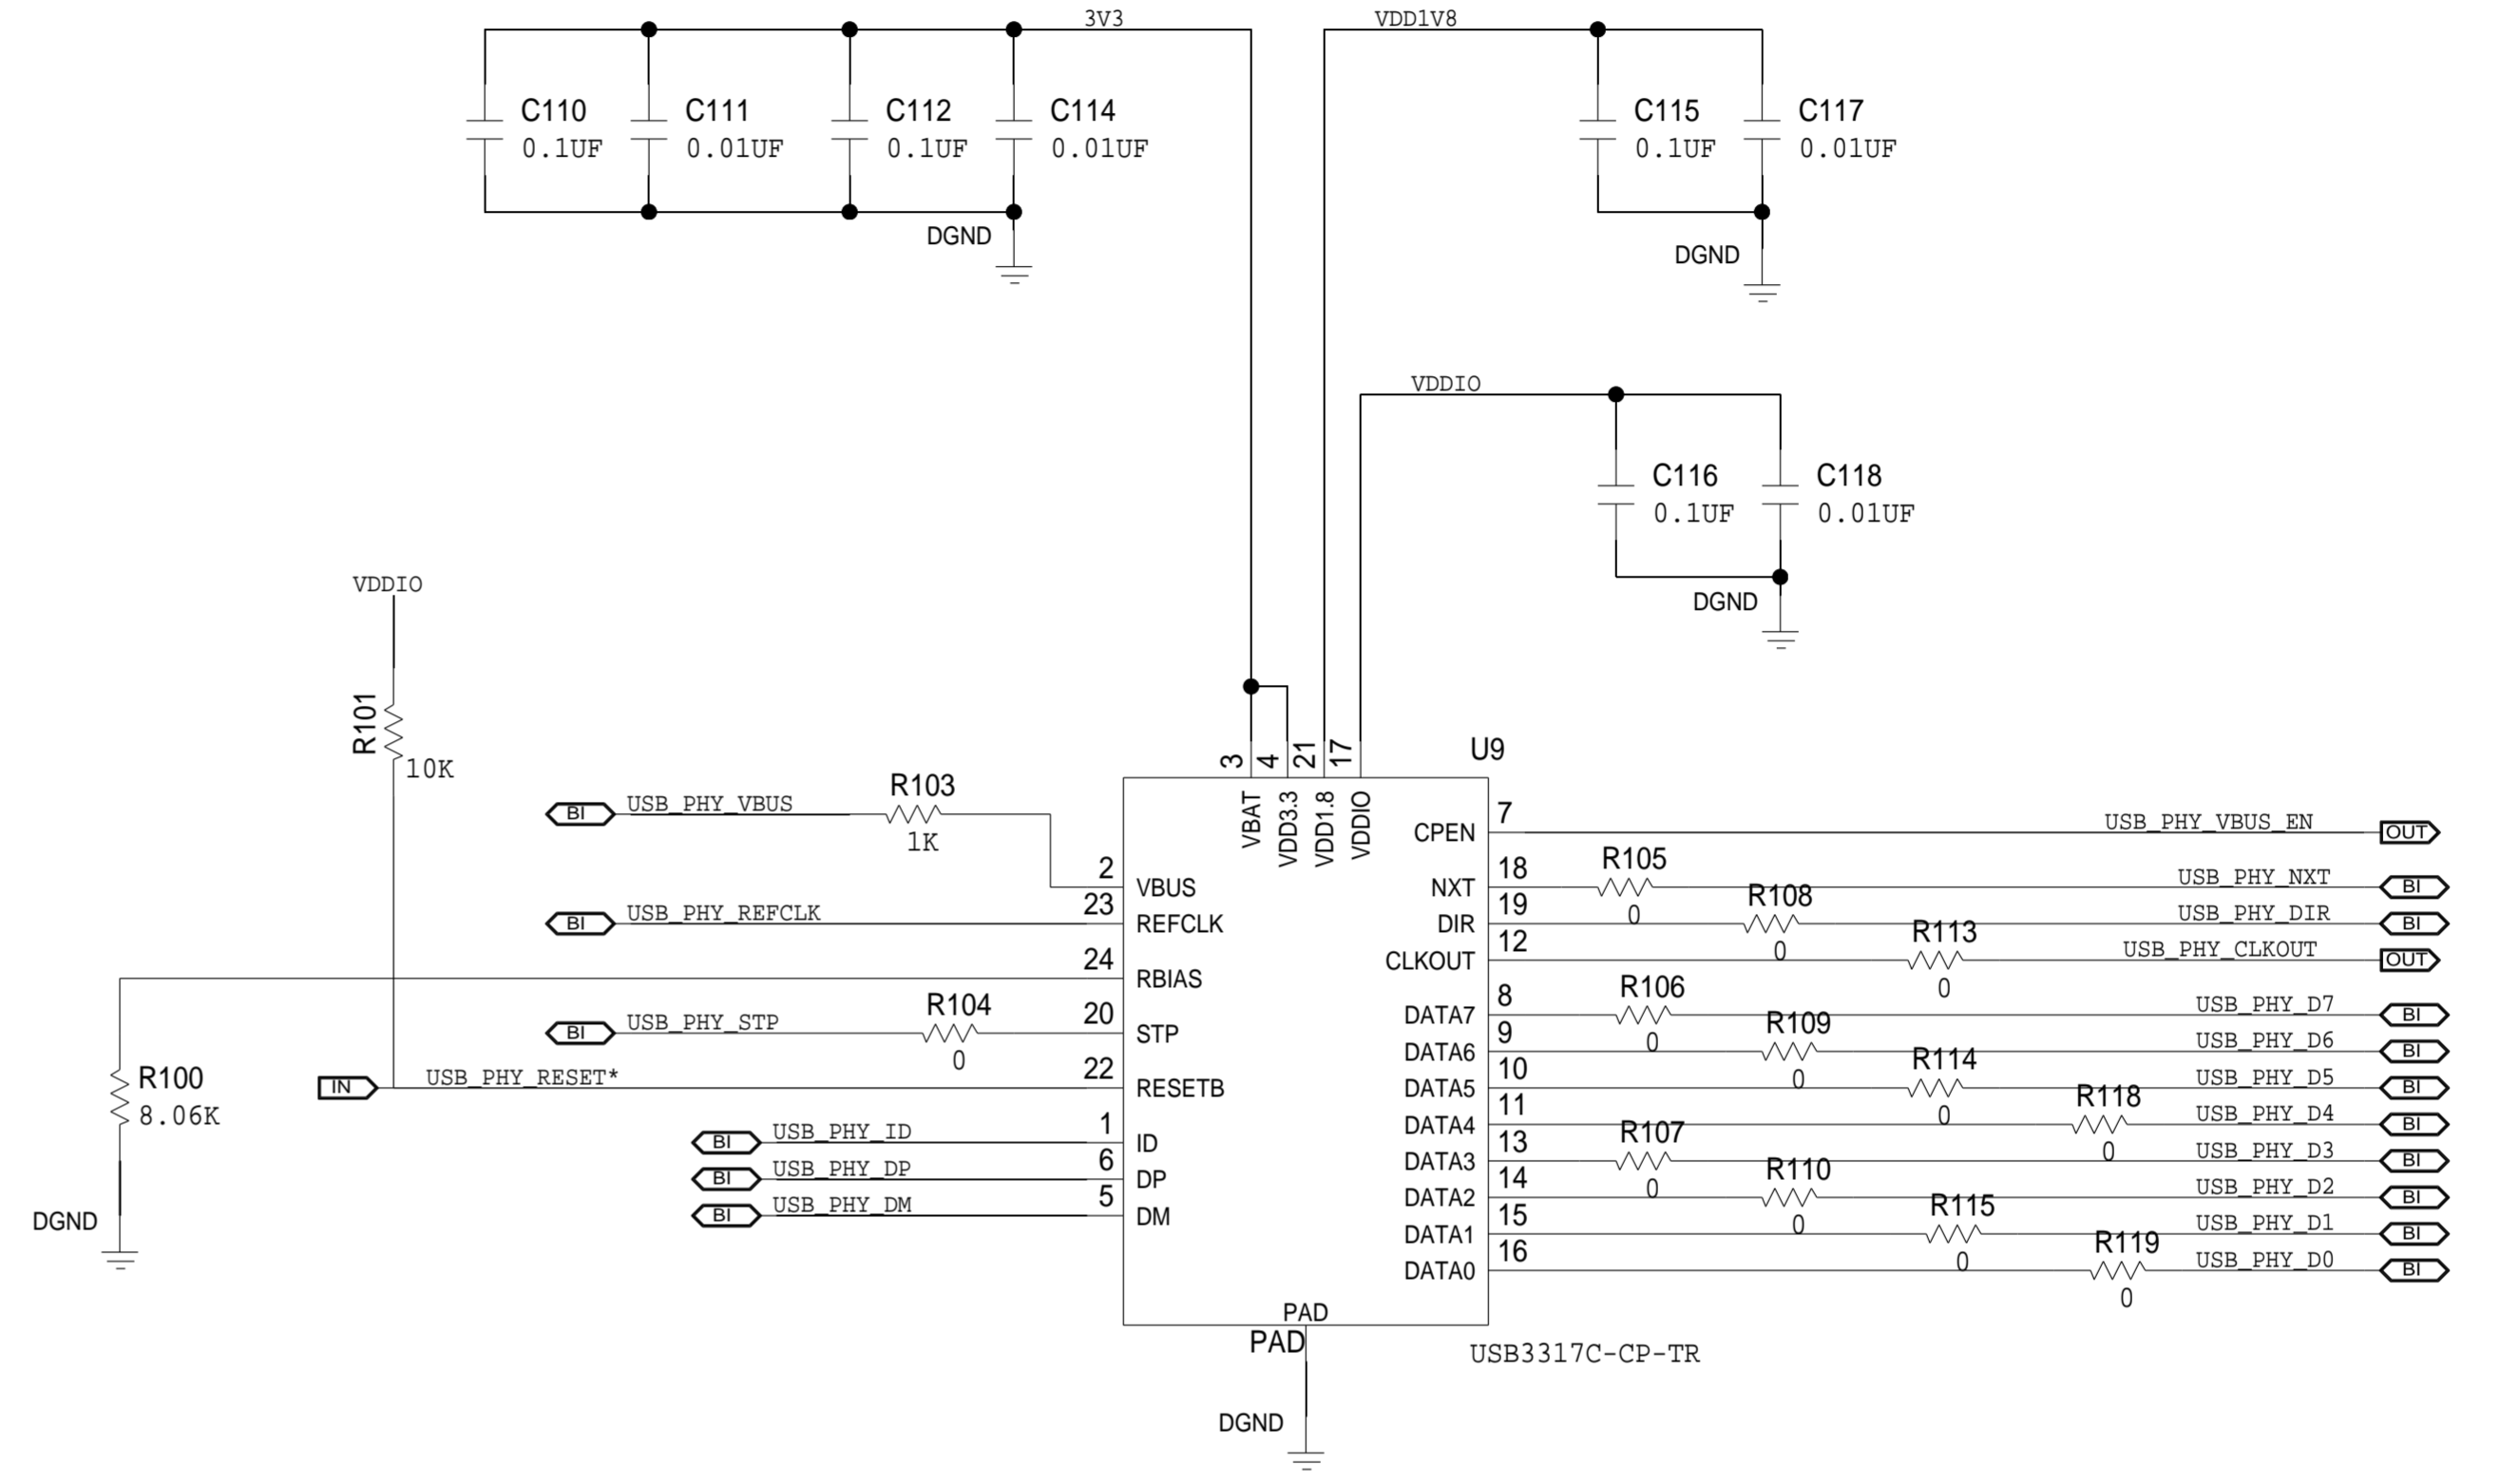 3V3
VDD1V8
C110
0.1UF
C111
0.01UF
C112
0.1UF
C114
0.01UF
C115
0.1UF
C117
0.01UF
DGND
DGND
VDDIO
C116
0.1UF
C118
0.01UF
DGND
VDDIO
R101
10K
U9
3
4
21
17
VBAT
VDD3.3
VDD1.8
VDDIO
BI
USB_PHY_VBUS
R103
1K
2
VBUS
BI
USB_PHY_REFCLK
23
REFCLK
24
RBIAS
BI
USB_PHY_STP
R104
0
20
STP
R100
8.06K
DGND
IN
USB_PHY_RESET*
22
RESETB
BI
USB_PHY_ID
1
ID
BI
USB_PHY_DP
6
DP
BI
USB_PHY_DM
5
DM
CPEN
7
USB_PHY_VBUS_EN
OUT
NXT
18
R105
0
USB_PHY_NXT
BI
DIR
19
R108
0
USB_PHY_DIR
BI
CLKOUT
12
R113
0
USB_PHY_CLKOUT
OUT
DATA7
8
R106
0
USB_PHY_D7
BI
DATA6
9
R109
0
USB_PHY_D6
BI
DATA5
10
R114
0
USB_PHY_D5
BI
DATA4
11
R118
0
USB_PHY_D4
BI
DATA3
13
R107
0
USB_PHY_D3
BI
DATA2
14
R110
0
USB_PHY_D2
BI
DATA1
15
R115
0
USB_PHY_D1
BI
DATA0
16
R119
0
USB_PHY_D0
BI
PAD
PAD
USB3317C-CP-TR
DGND